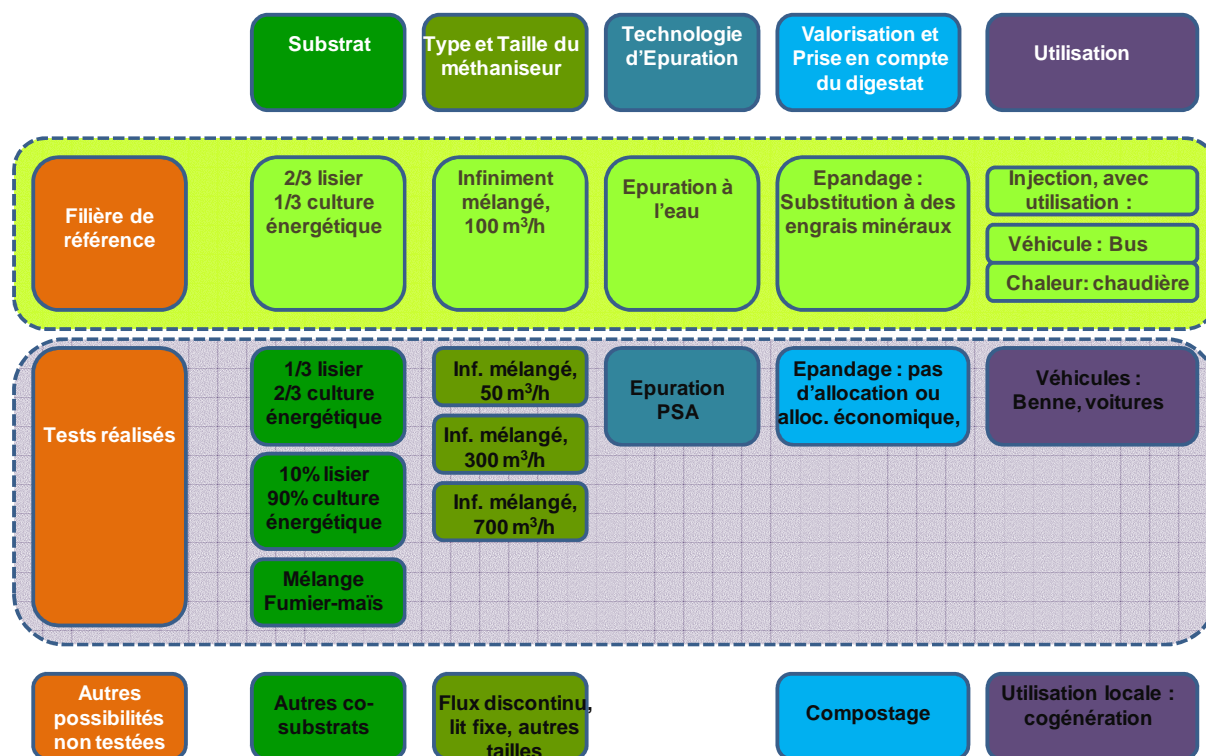 Substrat
Type et Taille du
méthaniseur
Technologie
d’Epuration
Valorisation et
Prise en compte
du digestat
Utilisation
Filière de
référence
2/3 lisier
1/3 culture
énergétique
Infiniment
mélangé,
100 m³/h
Epuration à
l’eau
Epandage :
Substitution à des
engrais minéraux
Injection, avec
utilisation :
Véhicule : Bus
Chaleur: chaudière
Tests réalisés
1/3 lisier
2/3 culture
énergétique
10% lisier
90% culture
énergétique
Mélange
Fumier-maïs
Inf. mélangé,
50 m³/h
Inf. mélangé,
300 m³/h
Inf. mélangé,
700 m³/h
Epuration
PSA
Epandage : pas
d’allocation ou
alloc. économique,
Véhicules :
Benne, voitures
Autres
possibilités
non testées
Autres co-
substrats
Flux discontinu,
lit fixe, autres
tailles
Compostage
Utilisation locale :
cogénération